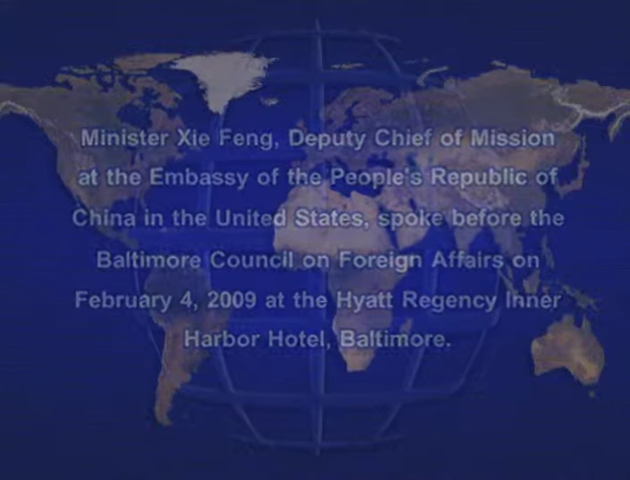 Minister Xie Feng, Deputy Chief of Mission
at the Embassy of the People's Republic of
China in the United States, spoke before the
Baltimore Council on Foreign Affairs on
February 4, 2009 at the Hyatt Regency Inner
Harbor Hotel, Baltimore.